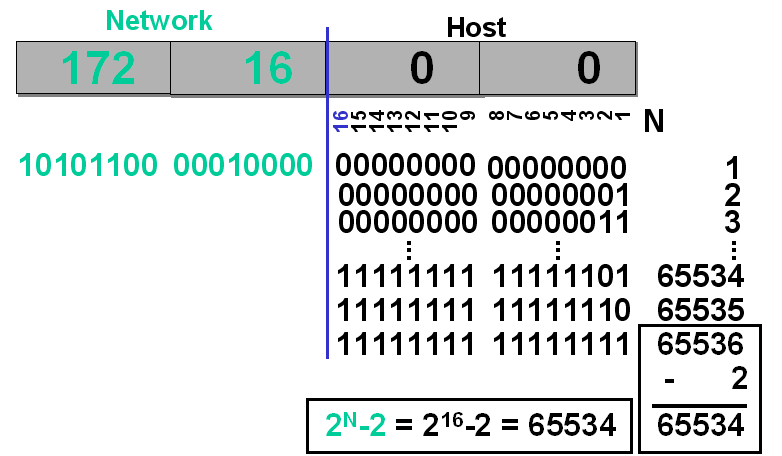 Network Host
172 16 0 0
16 15 14 13 12 11 10 9 8 7 6 5 4 3 2 1 N
10101100 00010000 00000000 00000000 1
00000000 00000001 2
00000000 00000011 3
⋮ ⋮ ⋮
11111111 11111101 65534
11111111 11111110 65535
11111111 11111111 65536
- 2
2ᴺ-2 = 2¹⁶-2 = 65534 65534